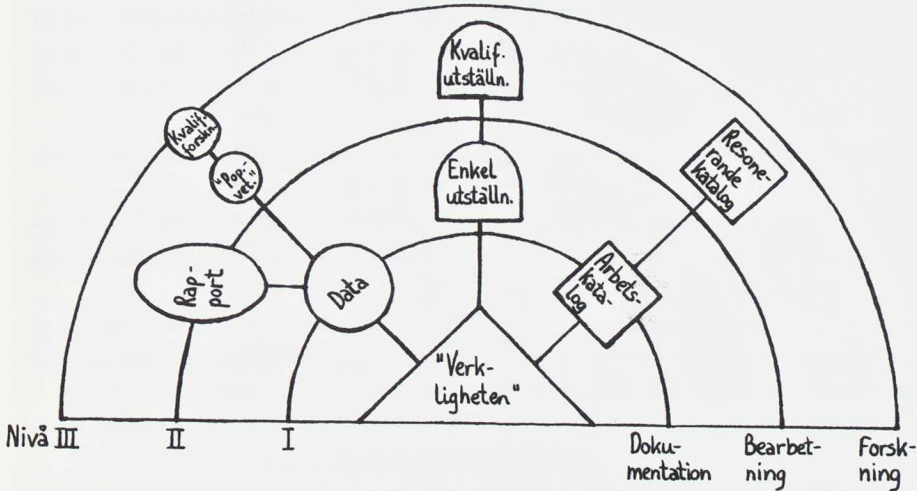 Kvalif.
utställn.
Kvalif.
forskn.
"Pop.-
vet."
Enkel
utställn.
Resone-
rande
katalog
Rap-
port
Data
Arbets-
kata-
log
"Verk-
ligheten"
Nivå III
II
I
Doku-
mentation
Bearbet-
ning
Forsk-
ning